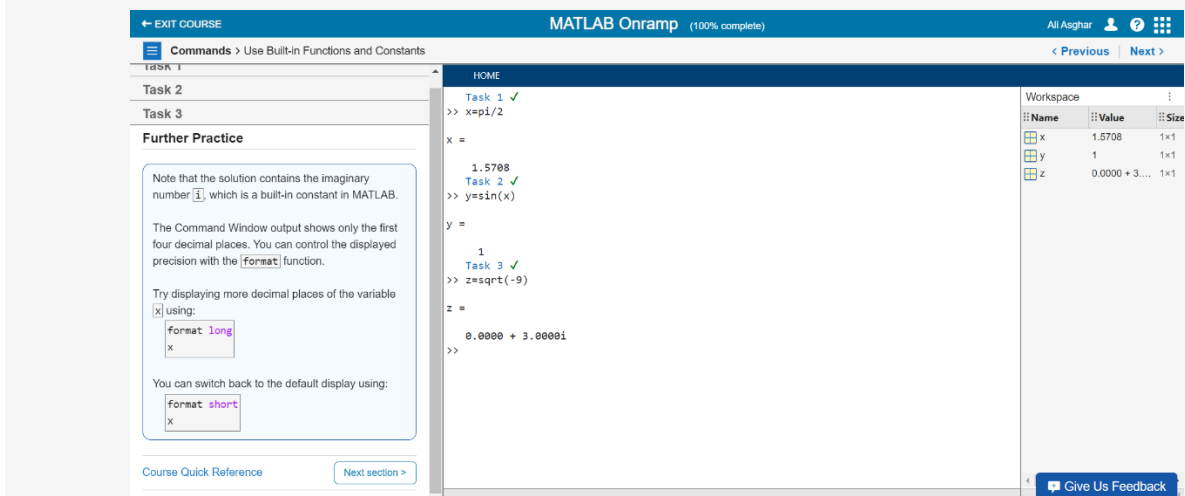 ← EXIT COURSE
MATLAB Onramp (100% complete)
Ali Asghar
Commands > Use Built-in Functions and Constants
< Previous | Next >
Task 1
Task 2
Task 3
Further Practice
Note that the solution contains the imaginary
number i, which is a built-in constant in MATLAB.
The Command Window output shows only the first
four decimal places. You can control the displayed
precision with the format function.
Try displaying more decimal places of the variable
x using:
format long
x
You can switch back to the default display using:
format short
x
Course Quick Reference
Next section >
HOME
Task 1 ✓
>> x=pi/2
x =
1.5708
Task 2 ✓
>> y=sin(x)
y =
1
Task 3 ✓
>> z=sqrt(-9)
z =
0.0000 + 3.0000i
>>
Workspace
Name Value Size
x 1.5708 1×1
y 1 1×1
z 0.0000 + 3.... 1×1
Give Us Feedback